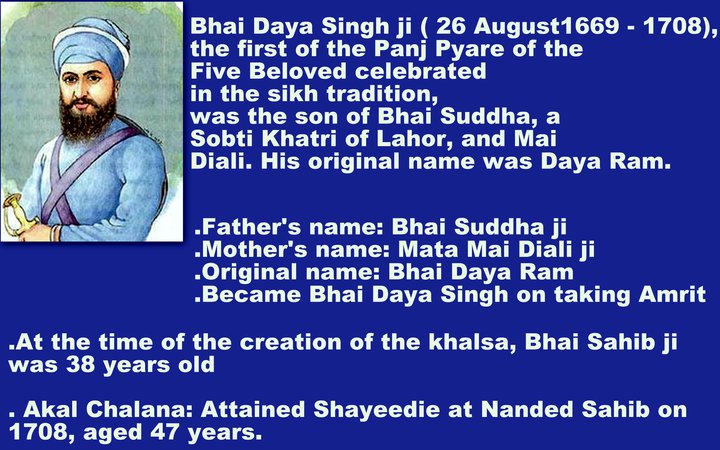 Bhai Daya Singh ji ( 26 August1669 - 1708),
the first of the Panj Pyare of the
Five Beloved celebrated
in the sikh tradition,
was the son of Bhai Suddha, a
Sobti Khatri of Lahor, and Mai
Diali. His original name was Daya Ram.
.Father's name: Bhai Suddha ji
.Mother's name: Mata Mai Diali ji
.Original name: Bhai Daya Ram
.Became Bhai Daya Singh on taking Amrit
.At the time of the creation of the khalsa, Bhai Sahib ji
was 38 years old
. Akal Chalana: Attained Shayeedie at Nanded Sahib on
1708, aged 47 years.